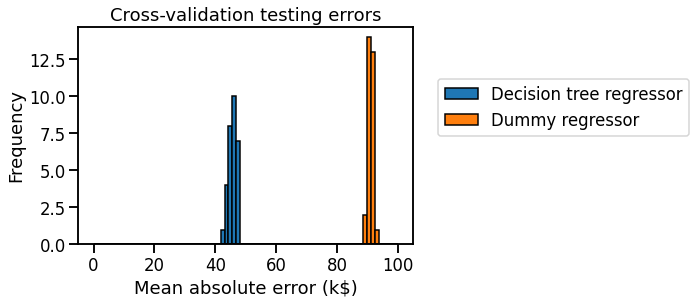 Cross-validation testing errors
Frequency
12.5
10.0
7.5
5.0
2.5
0.0
0 20 40 60 80 100
Mean absolute error (k$)
Decision tree regressor
Dummy regressor